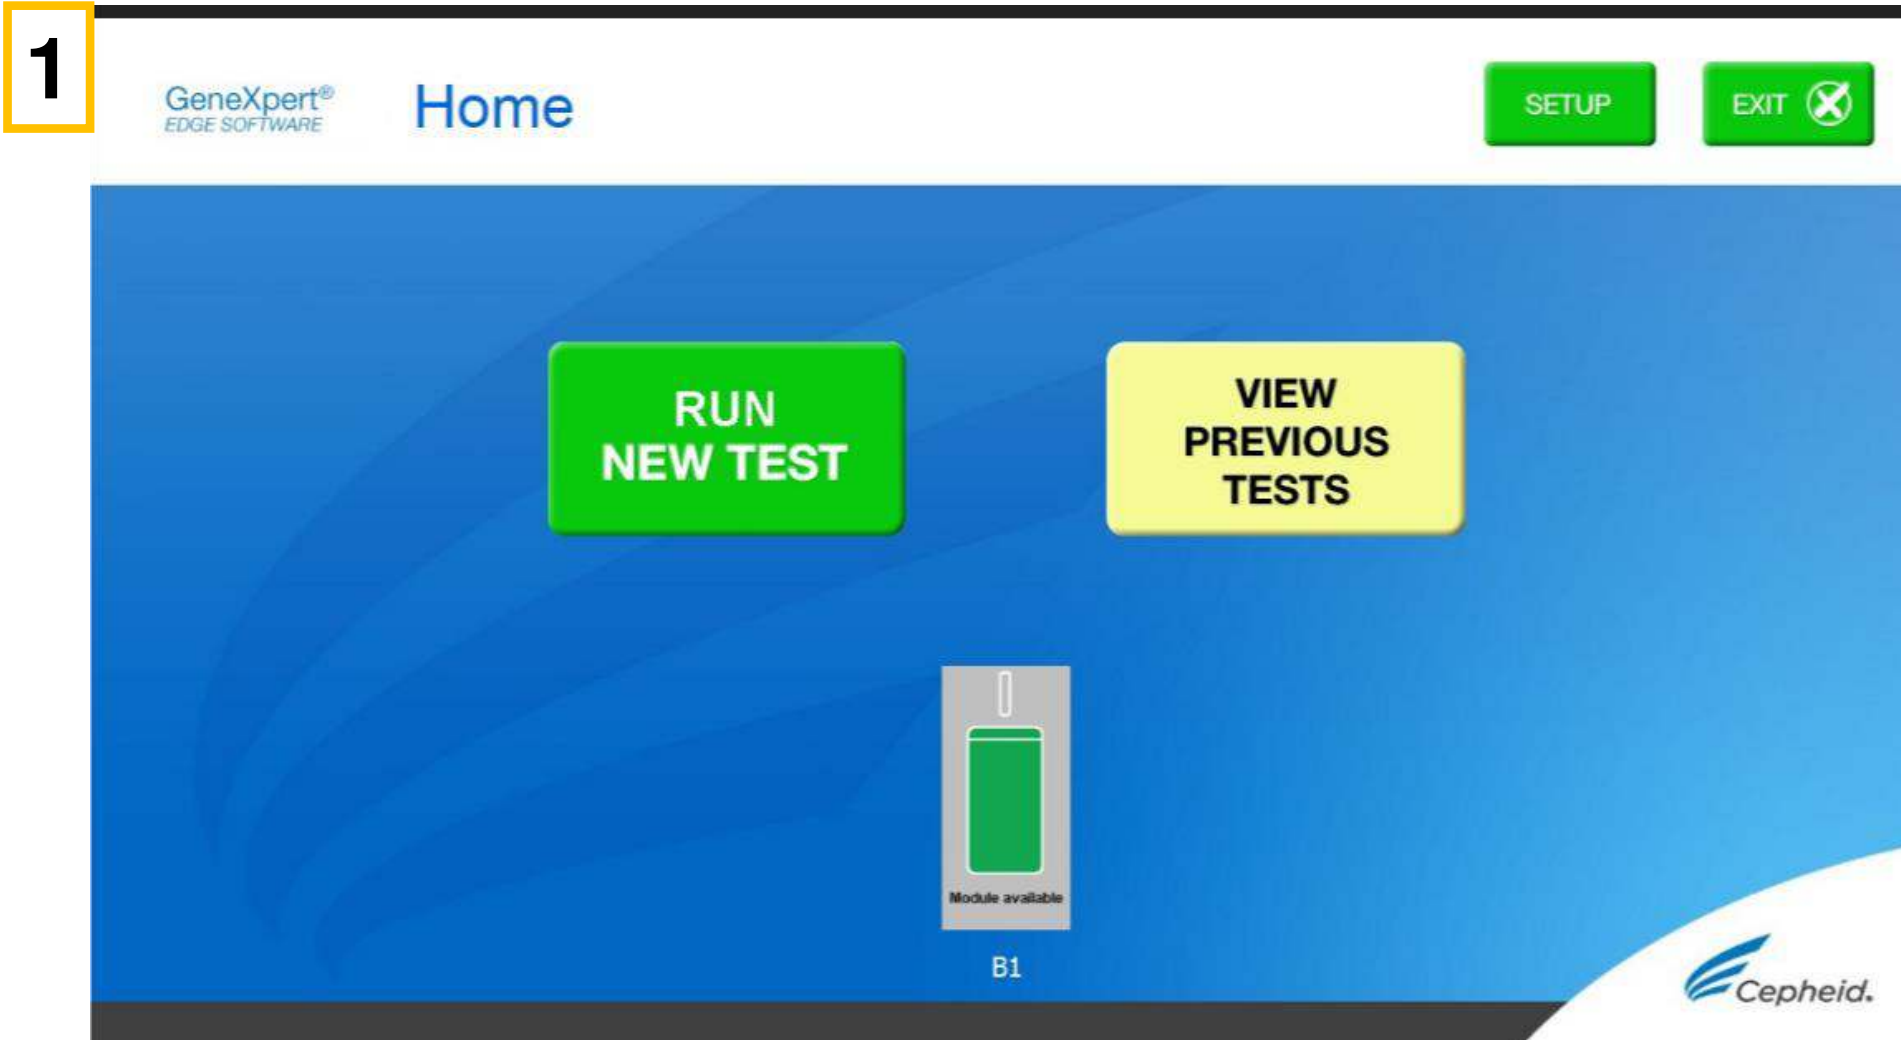 1
GeneXpert®
EDGE SOFTWARE
Home
SETUP
EXIT
RUN
NEW TEST
VIEW
PREVIOUS
TESTS
Module available
B1
Cepheid.